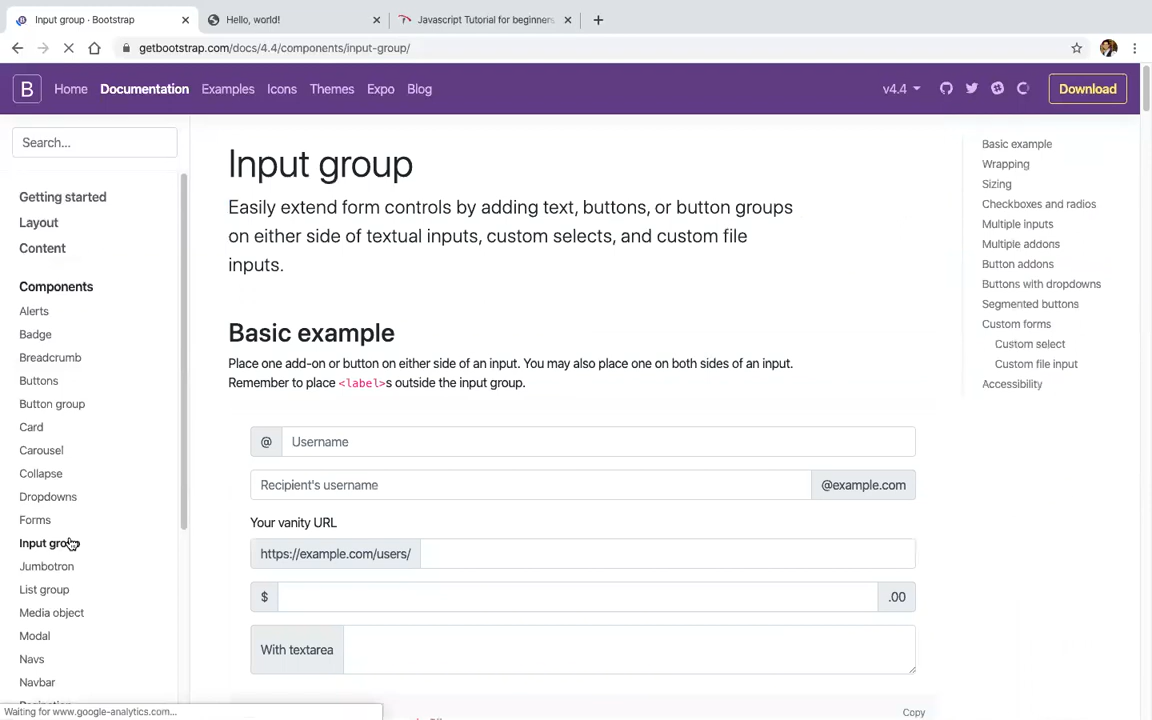 Input group · Bootstrap
Hello, world!
Javascript Tutorial for beginners
getbootstrap.com/docs/4.4/components/input-group/
B
Home
Documentation
Examples
Icons
Themes
Expo
Blog
v4.4
Download
Search...
Getting started
Layout
Content
Components
Alerts
Badge
Breadcrumb
Buttons
Button group
Card
Carousel
Collapse
Dropdowns
Forms
Input group
Jumbotron
List group
Media object
Modal
Navs
Navbar
Input group
Easily extend form controls by adding text, buttons, or button groups
on either side of textual inputs, custom selects, and custom file
inputs.
Basic example
Place one add-on or button on either side of an input. You may also place one on both sides of an input.
Remember to place <label>s outside the input group.
@ Username
Recipient's username @example.com
Your vanity URL
https://example.com/users/
$ .00
With textarea
Copy
Basic example
Wrapping
Sizing
Checkboxes and radios
Multiple inputs
Multiple addons
Button addons
Buttons with dropdowns
Segmented buttons
Custom forms
Custom select
Custom file input
Accessibility
Waiting for www.google-analytics.com...